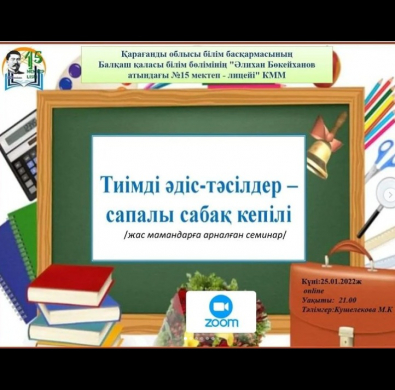 Қарағанды облысы білім басқармасының
Балқаш қаласы білім бөлімінің "Әлихан Бөкейханов
атындағы №15 мектеп - лицейі" КММ
15
Тиімді әдіс-тәсілдер –
сапалы сабақ кепілі
/жас мамандарға арналған семинар/
Күні:25.01.2022ж
online
Уақыты: 21.00
Тәлімгер:Кушелекова М.К
zoom